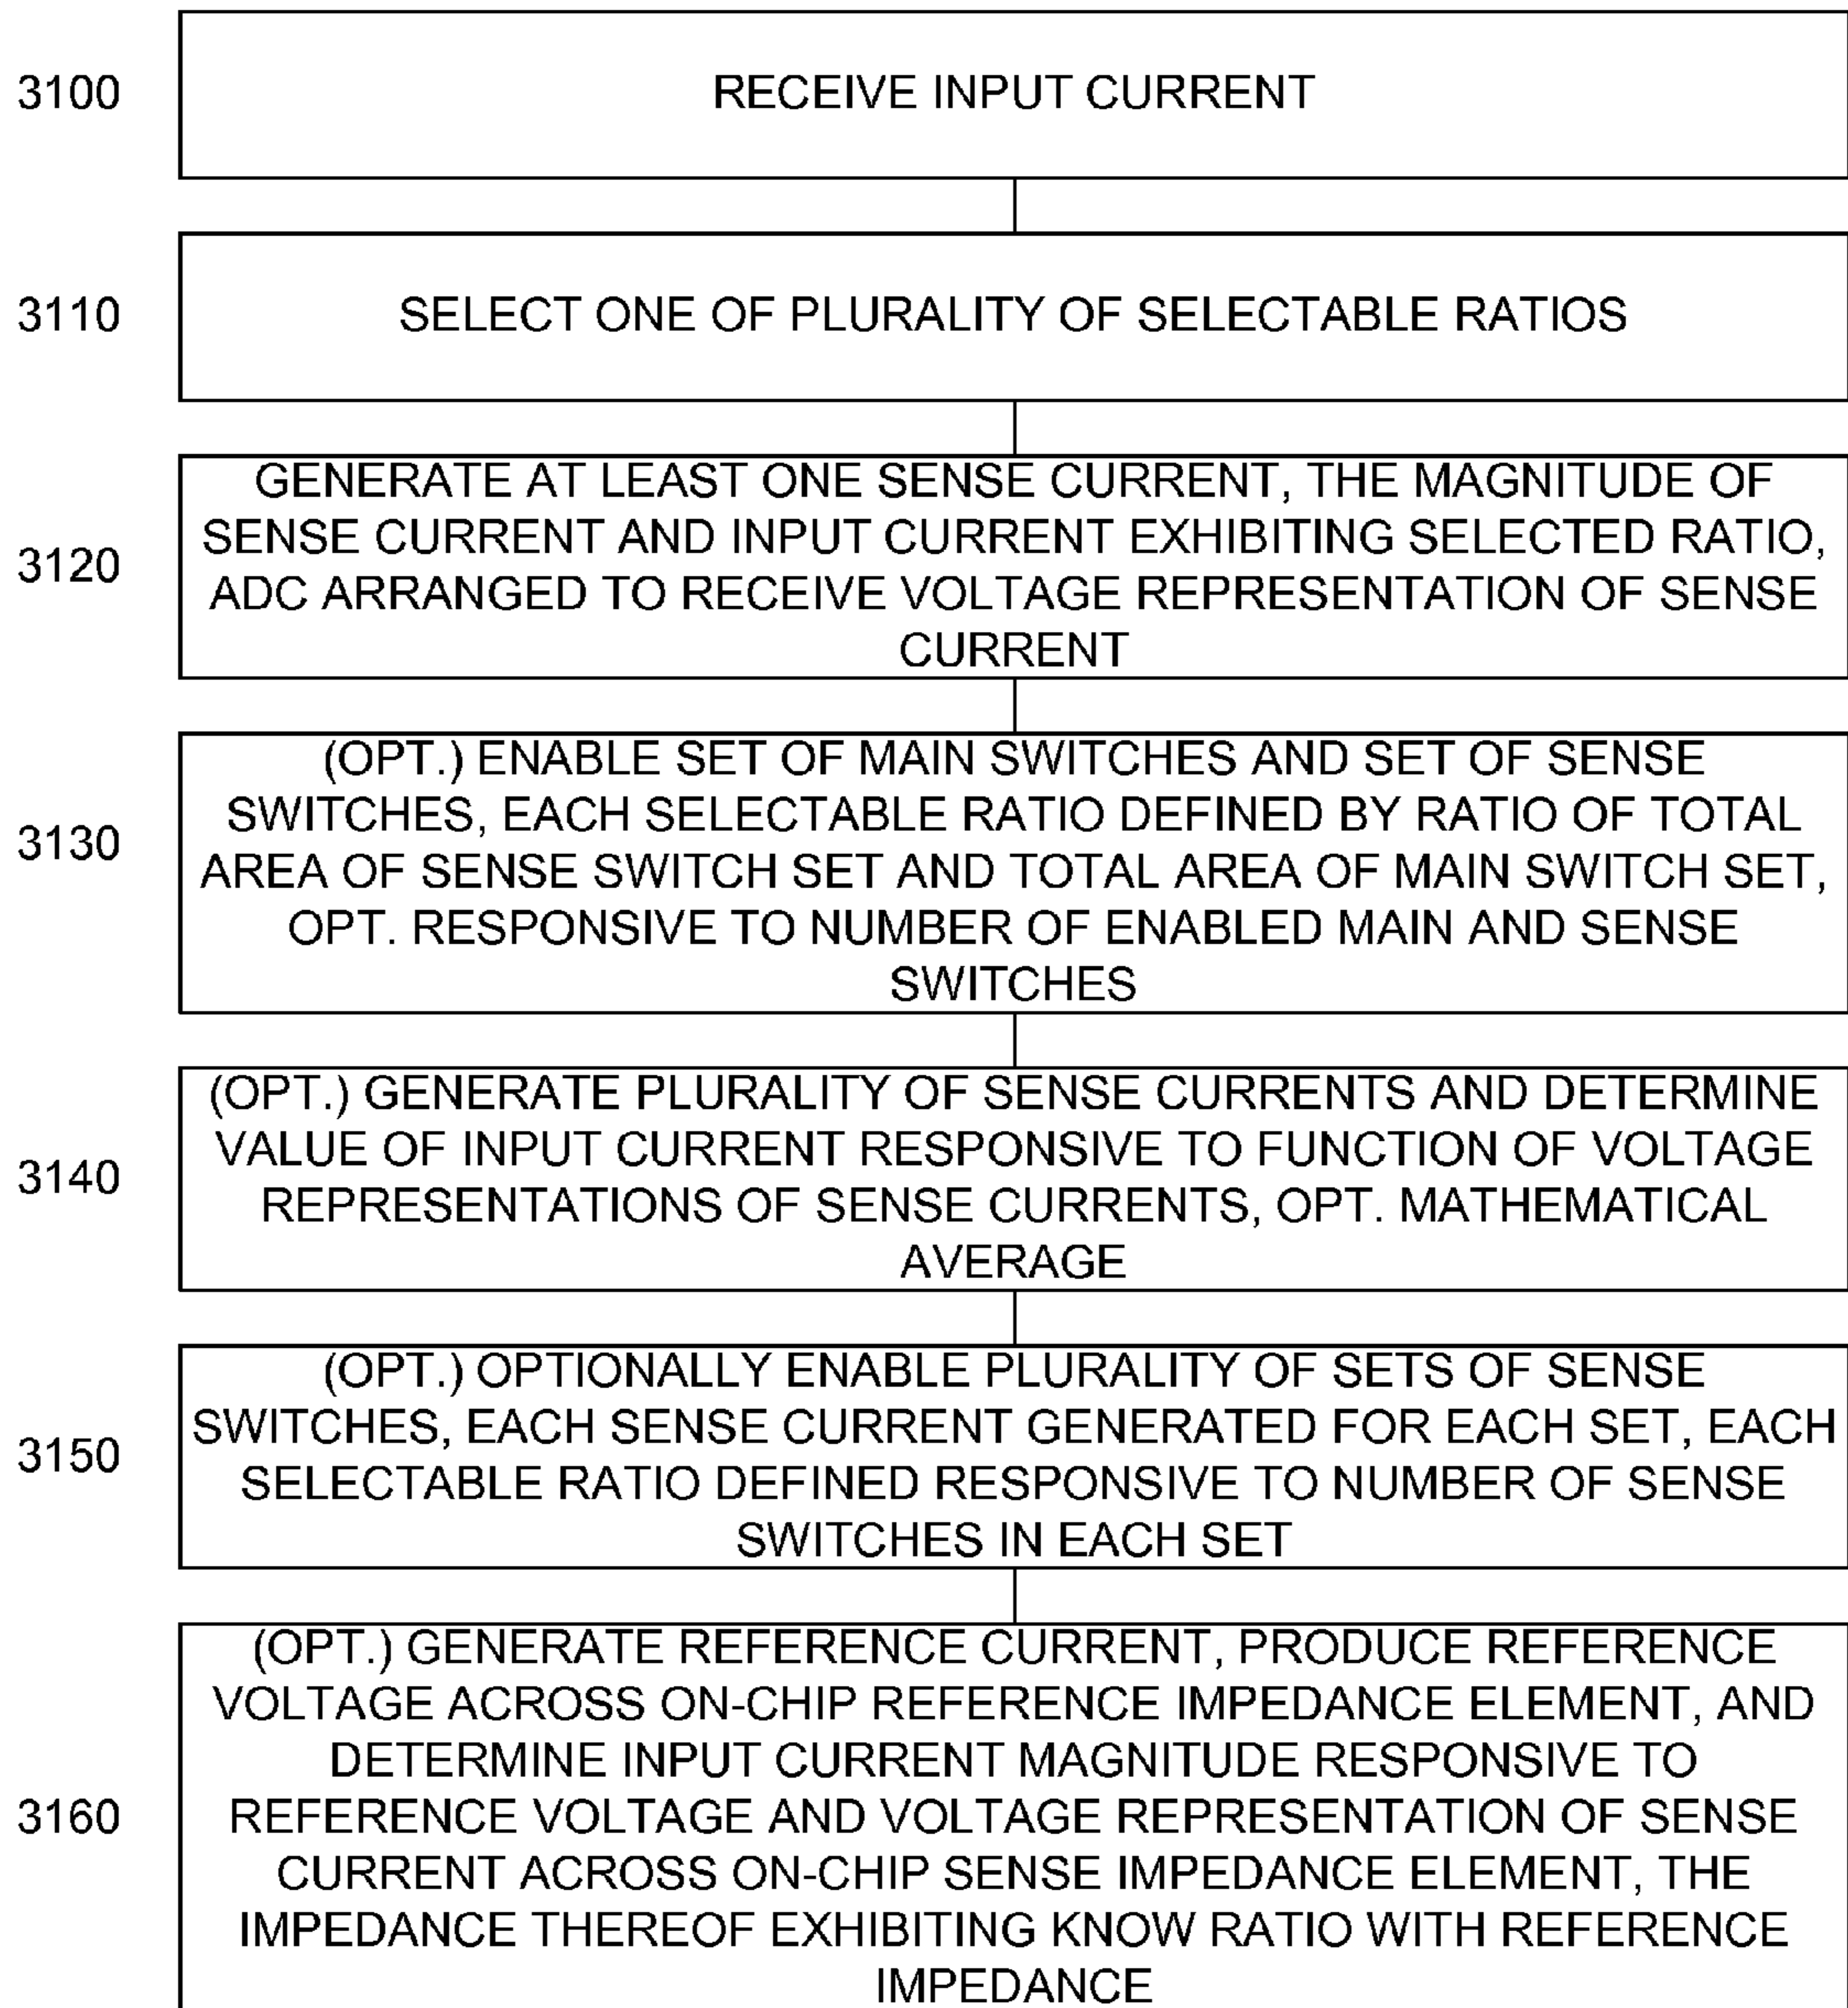 3100
RECEIVE INPUT CURRENT
3110
SELECT ONE OF PLURALITY OF SELECTABLE RATIOS
3120
GENERATE AT LEAST ONE SENSE CURRENT, THE MAGNITUDE OF
SENSE CURRENT AND INPUT CURRENT EXHIBITING SELECTED RATIO,
ADC ARRANGED TO RECEIVE VOLTAGE REPRESENTATION OF SENSE
CURRENT
3130
(OPT.) ENABLE SET OF MAIN SWITCHES AND SET OF SENSE
SWITCHES, EACH SELECTABLE RATIO DEFINED BY RATIO OF TOTAL
AREA OF SENSE SWITCH SET AND TOTAL AREA OF MAIN SWITCH SET,
OPT. RESPONSIVE TO NUMBER OF ENABLED MAIN AND SENSE
SWITCHES
3140
(OPT.) GENERATE PLURALITY OF SENSE CURRENTS AND DETERMINE
VALUE OF INPUT CURRENT RESPONSIVE TO FUNCTION OF VOLTAGE
REPRESENTATIONS OF SENSE CURRENTS, OPT. MATHEMATICAL
AVERAGE
3150
(OPT.) OPTIONALLY ENABLE PLURALITY OF SETS OF SENSE
SWITCHES, EACH SENSE CURRENT GENERATED FOR EACH SET, EACH
SELECTABLE RATIO DEFINED RESPONSIVE TO NUMBER OF SENSE
SWITCHES IN EACH SET
3160
(OPT.) GENERATE REFERENCE CURRENT, PRODUCE REFERENCE
VOLTAGE ACROSS ON-CHIP REFERENCE IMPEDANCE ELEMENT, AND
DETERMINE INPUT CURRENT MAGNITUDE RESPONSIVE TO
REFERENCE VOLTAGE AND VOLTAGE REPRESENTATION OF SENSE
CURRENT ACROSS ON-CHIP SENSE IMPEDANCE ELEMENT, THE
IMPEDANCE THEREOF EXHIBITING KNOW RATIO WITH REFERENCE
IMPEDANCE